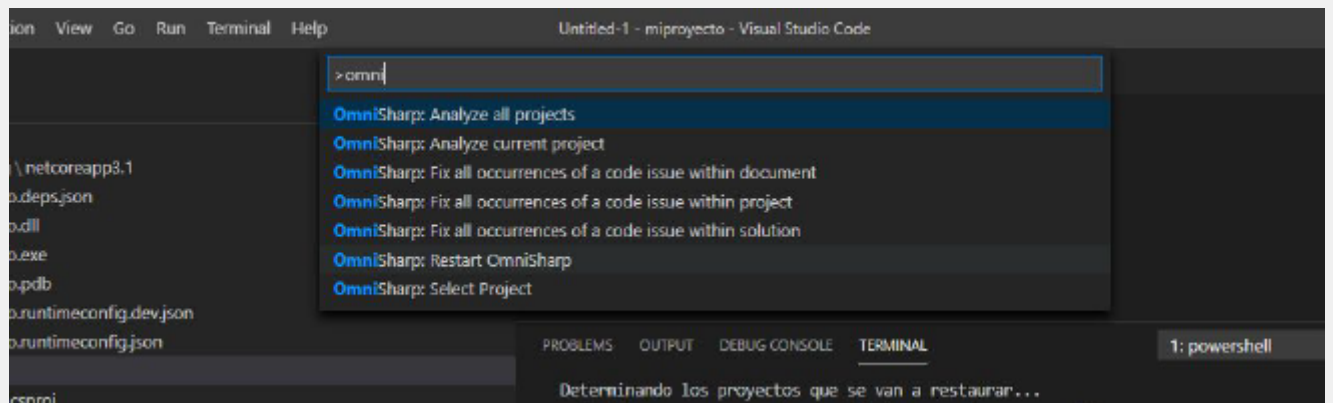 ion View Go Run Terminal Help Untitled-1 - miproyecto - Visual Studio Code
>omni
OmniSharp: Analyze all projects
OmniSharp: Analyze current project
\netcoreapp3.1
OmniSharp: Fix all occurrences of a code issue within document
o.deps.json
OmniSharp: Fix all occurrences of a code issue within project
o.dll
OmniSharp: Fix all occurrences of a code issue within solution
o.exe
OmniSharp: Restart OmniSharp
o.pdb
OmniSharp: Select Project
o.runtimeconfig.dev.json
o.runtimeconfig.json
PROBLEMS OUTPUT DEBUG CONSOLE TERMINAL 1: powershell
csproj
Determinando los proyectos que se van a restaurar...